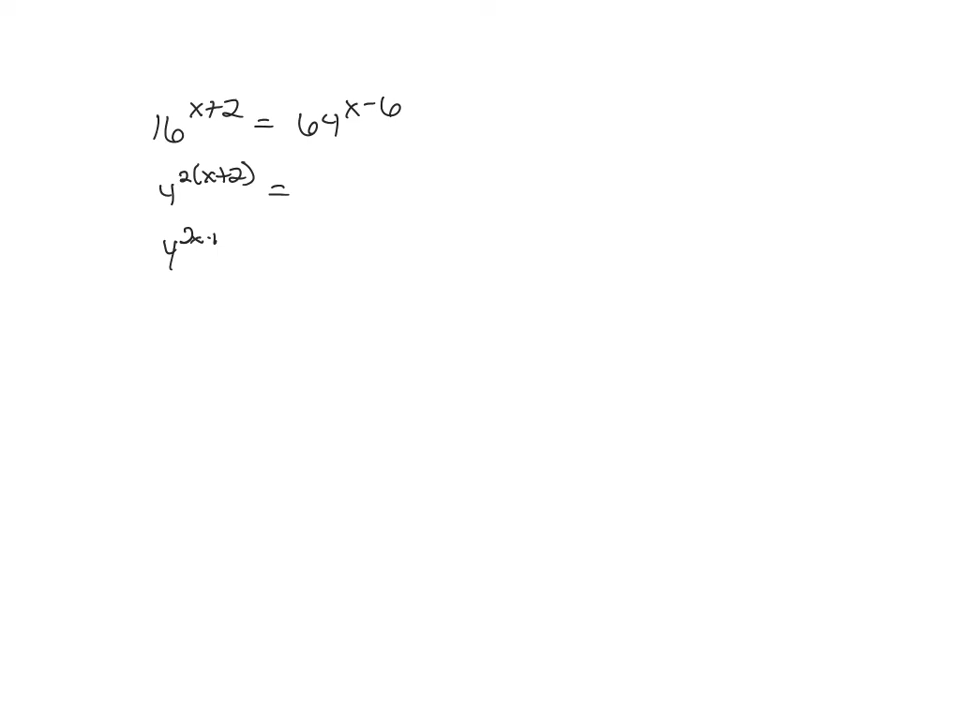 16^{x+2} = 64^{x-6}
4^{2(x+2)} =
4^{2x+}